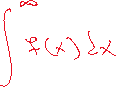 ∫^∞ f(x) dx